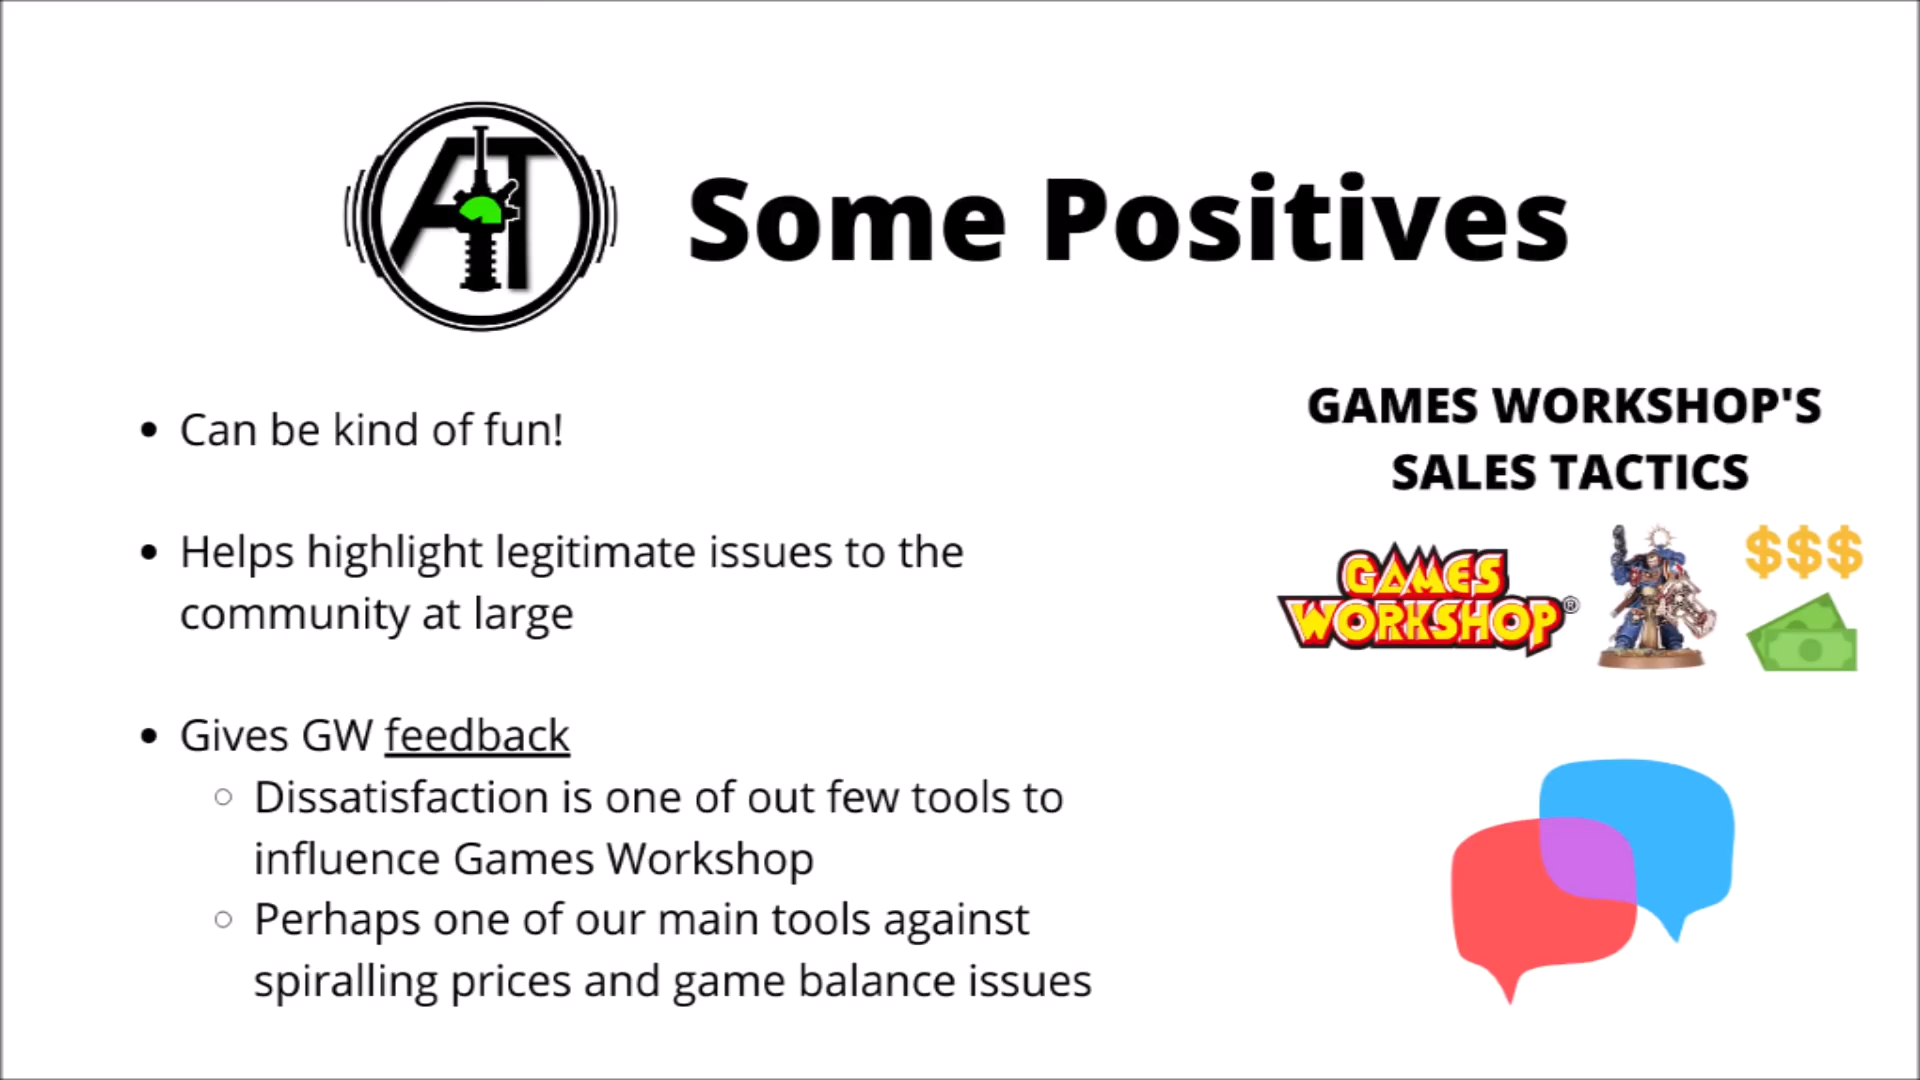 AT
Some Positives
Can be kind of fun!
Helps highlight legitimate issues to the
community at large
Gives GW feedback
Dissatisfaction is one of out few tools to
influence Games Workshop
Perhaps one of our main tools against
spiralling prices and game balance issues
GAMES WORKSHOP'S
SALES TACTICS
GAMES
WORKSHOP®
$$$